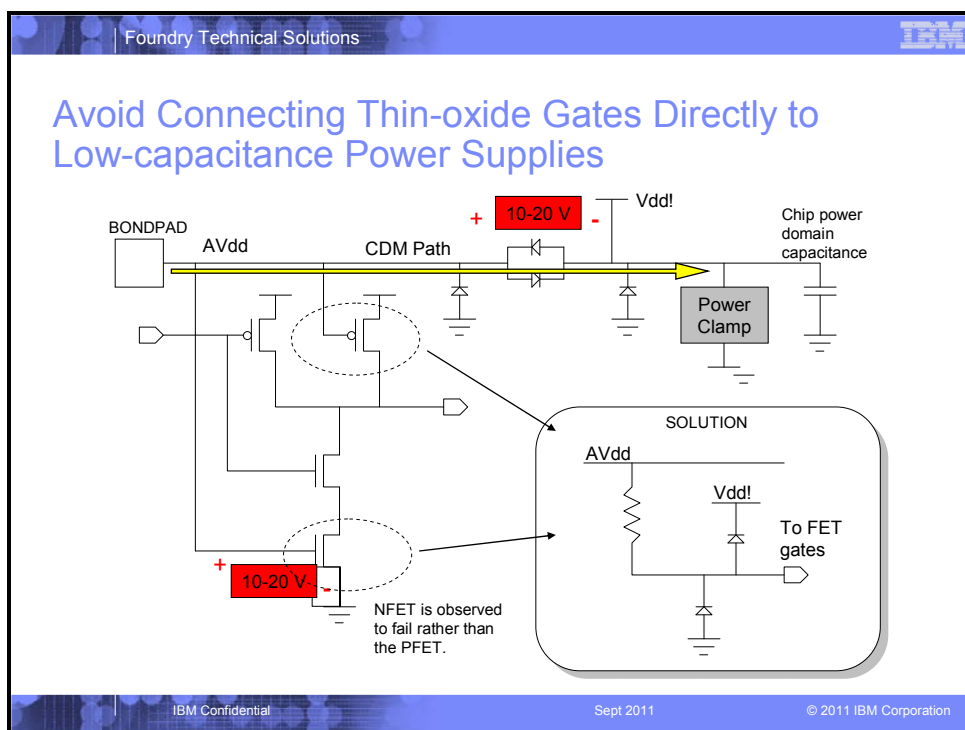 Foundry Technical Solutions
IBM
Avoid Connecting Thin-oxide Gates Directly to
Low-capacitance Power Supplies
BONDPAD
AVdd
CDM Path
+ 10-20 V -
Vdd!
Chip power
domain
capacitance
Power
Clamp
SOLUTION
AVdd
Vdd!
To FET
gates
+ 10-20 V -
NFET is observed
to fail rather than
the PFET.
IBM Confidential
Sept 2011
© 2011 IBM Corporation